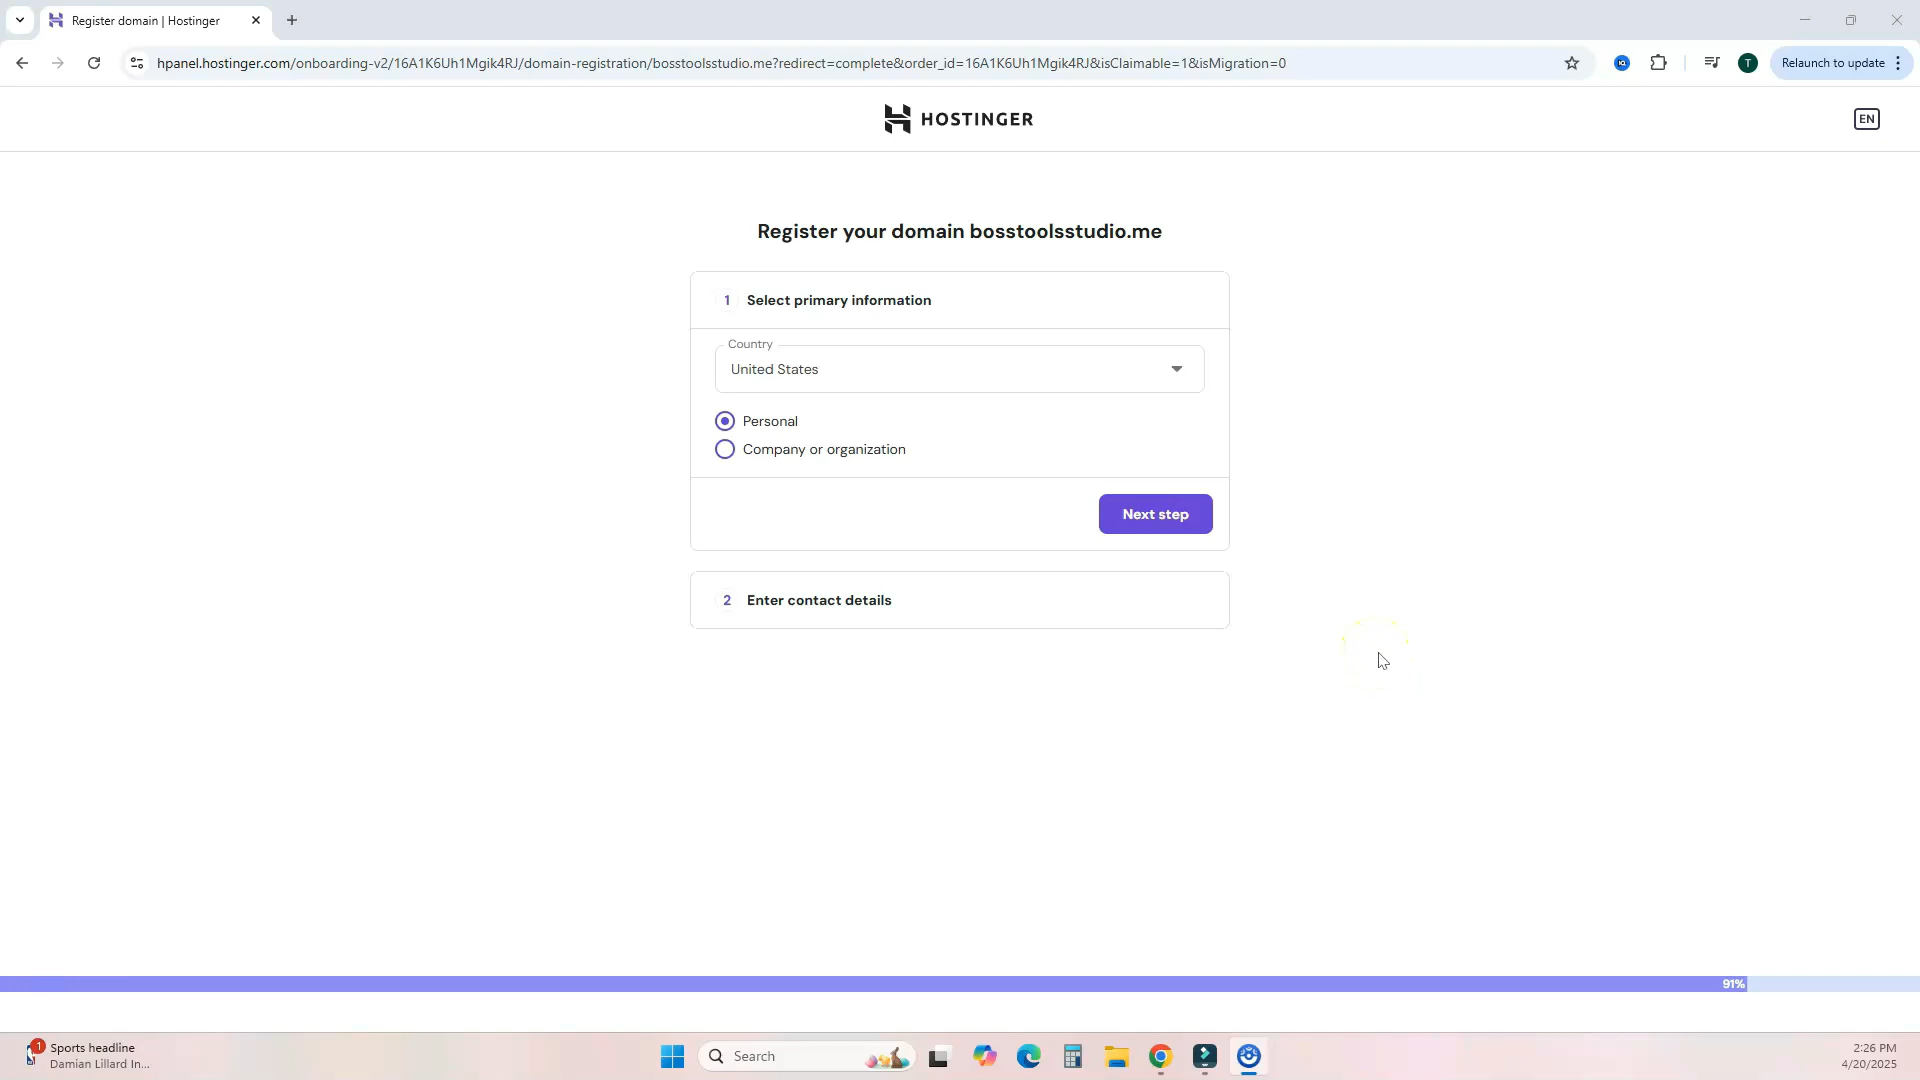 Register domain | Hostinger
hpanel.hostinger.com/onboarding-v2/16A1K6Uh1Mgik4RJ/domain-registration/bosstoolsstudio.me?redirect=complete&order_id=16A1K6Uh1Mgik4RJ&isClaimable=1&isMigration=0
T
Relaunch to update
HOSTINGER
EN
Register your domain bosstoolsstudio.me
1 Select primary information
Country
United States
Personal
Company or organization
Next step
2 Enter contact details
91%
1
Sports headline
Damian Lillard In...
Search
2:26 PM
4/20/2025